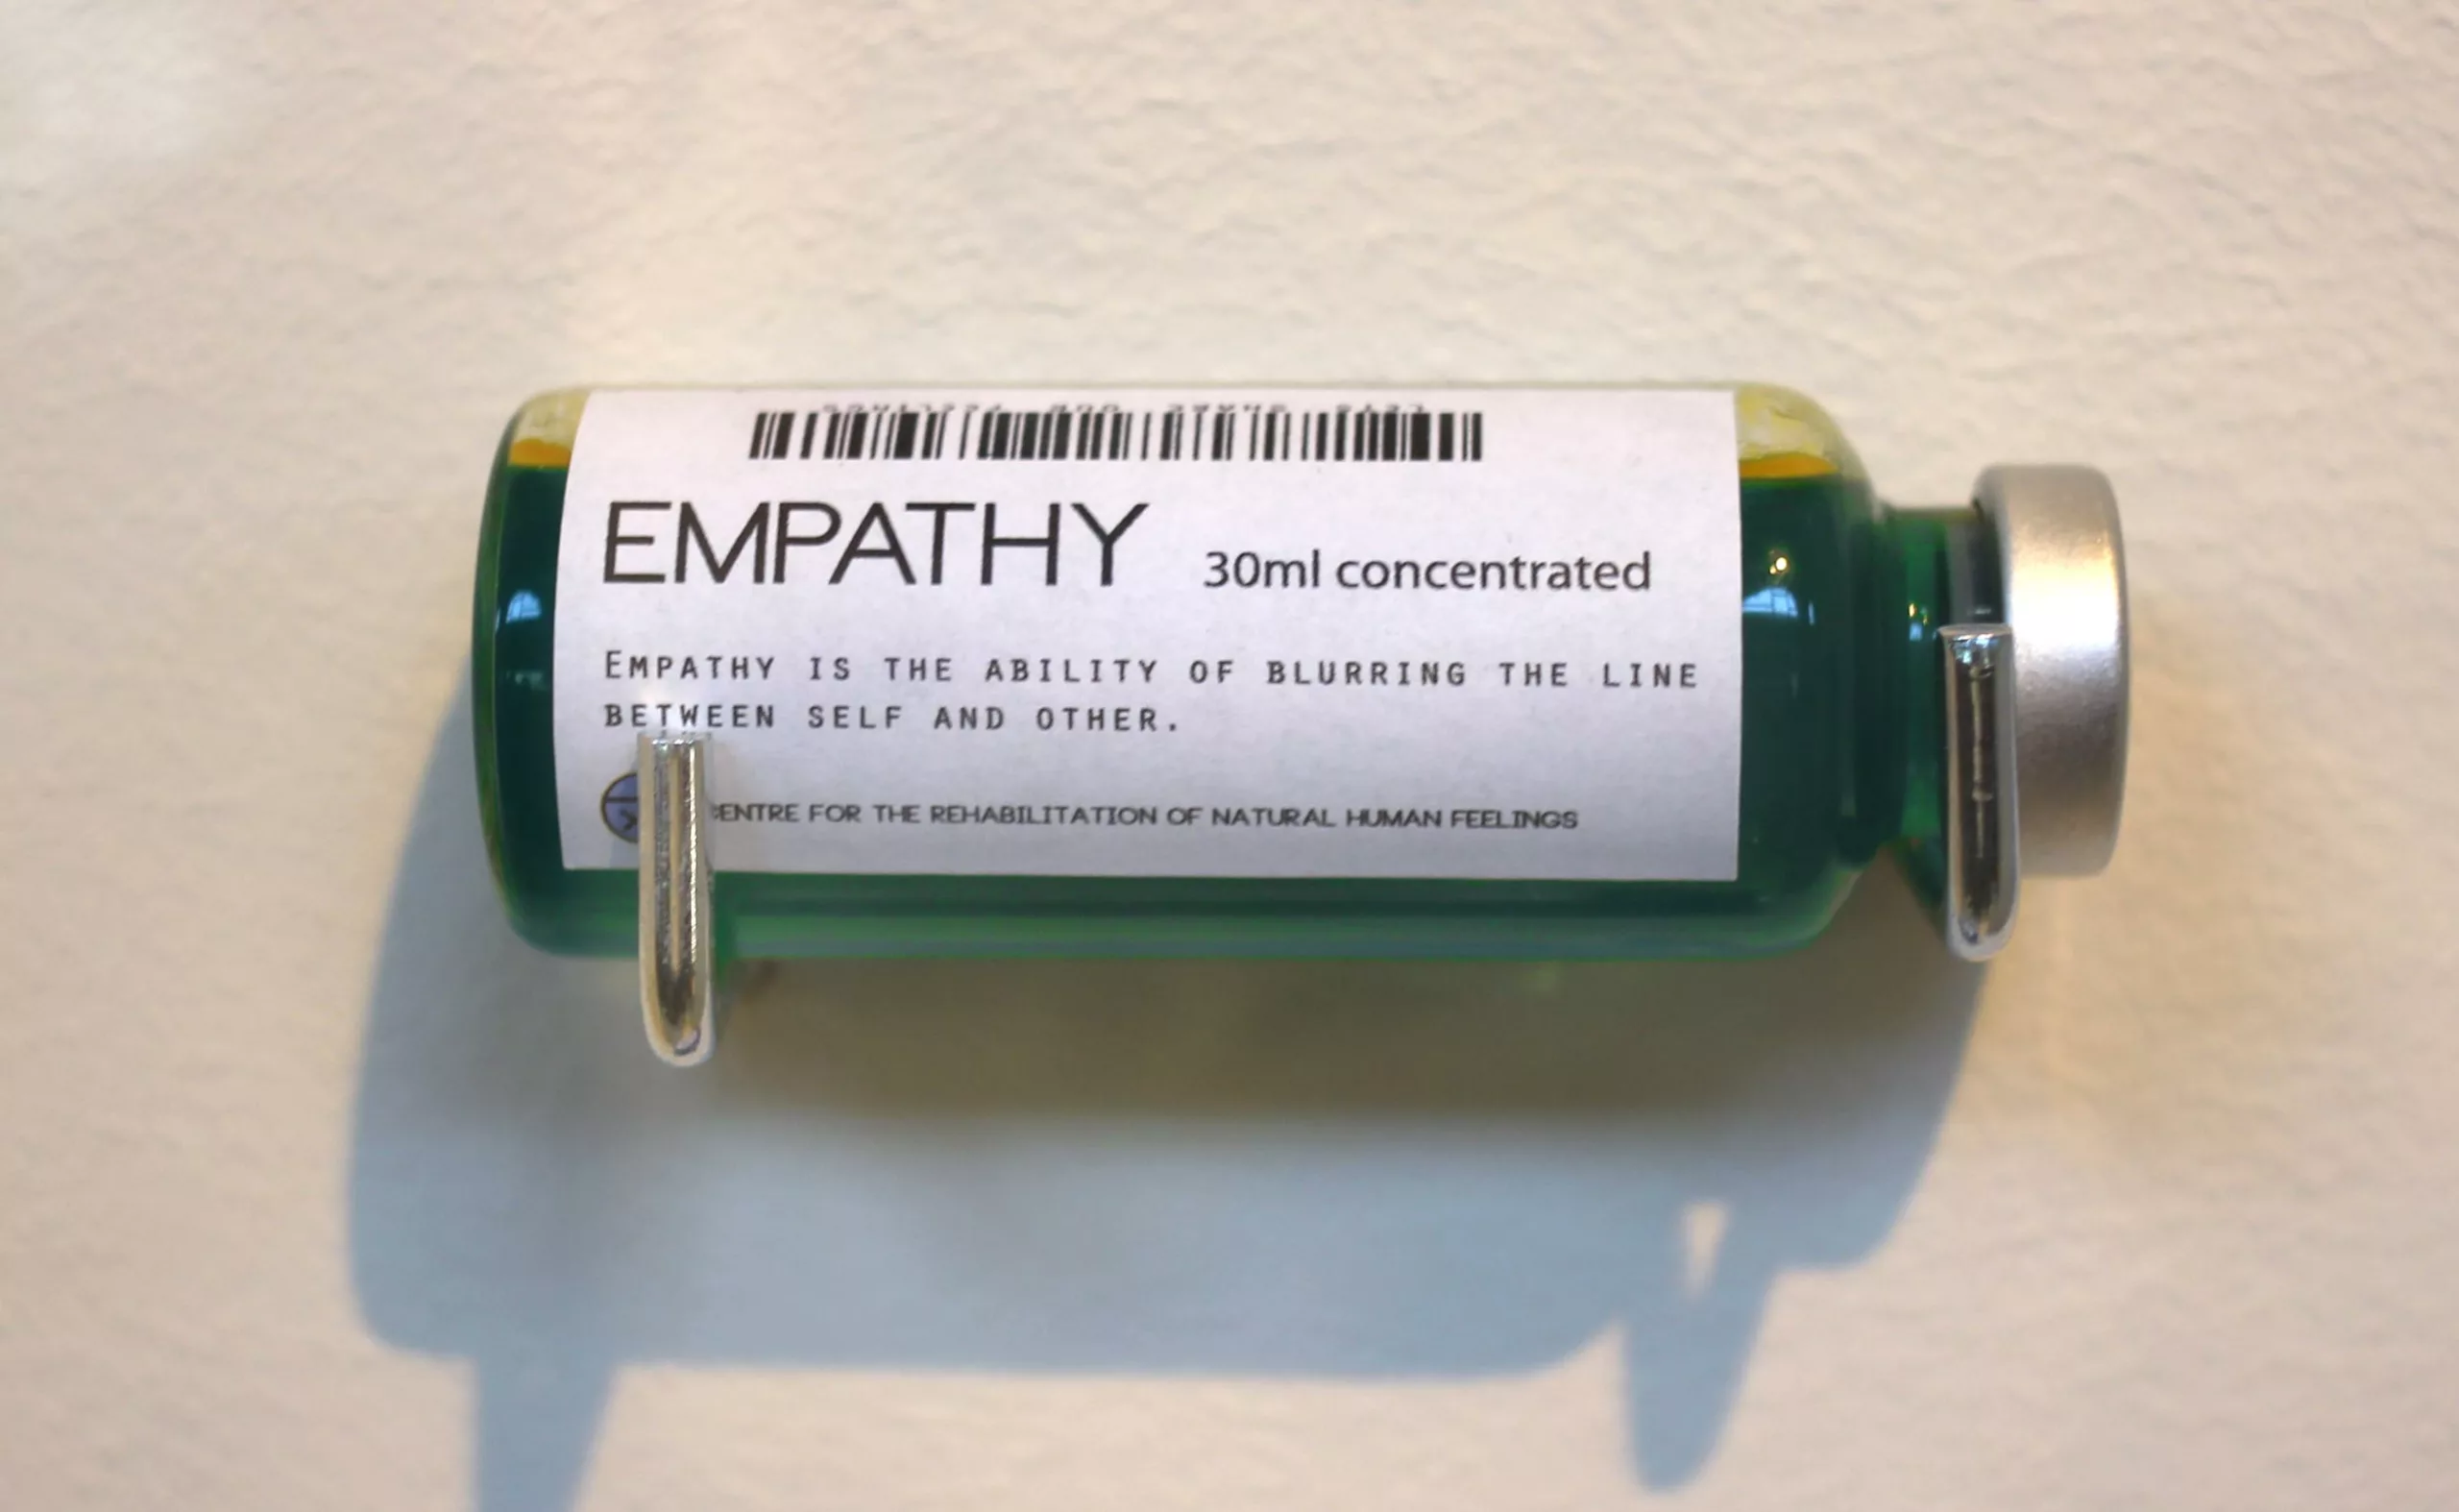 EMPATHY 30ml concentrated
EMPATHY IS THE ABILITY OF BLURRING THE LINE
BETWEEN SELF AND OTHER.
CENTRE FOR THE REHABILITATION OF NATURAL HUMAN FEELINGS